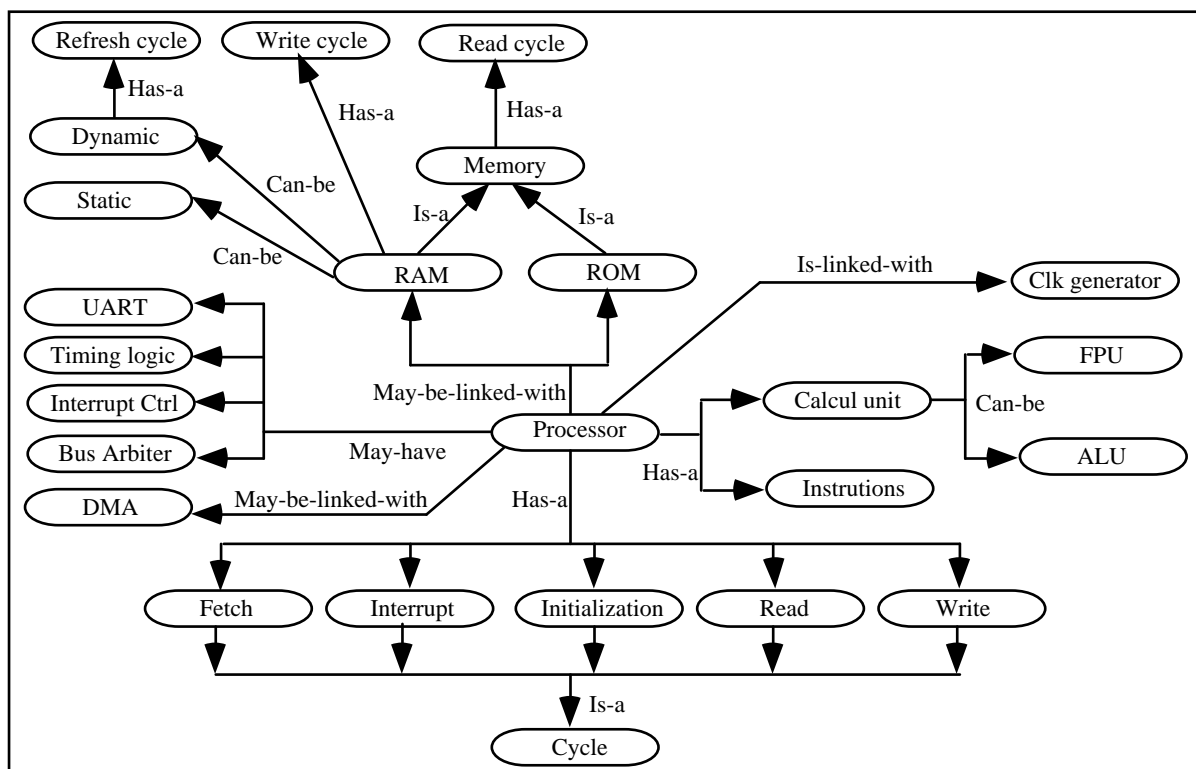 Refresh cycle
Write cycle
Read cycle
Has-a
Has-a
Has-a
Dynamic
Memory
Can-be
Static
Is-a
Is-a
Can-be
RAM
ROM
Is-linked-with
Clk generator
UART
Timing logic
FPU
May-be-linked-with
Interrupt Ctrl
Calcul unit
Can-be
Processor
Bus Arbiter
May-have
ALU
Has-a
Instrutions
DMA
May-be-linked-with
Has-a
Fetch
Interrupt
Initialization
Read
Write
Is-a
Cycle